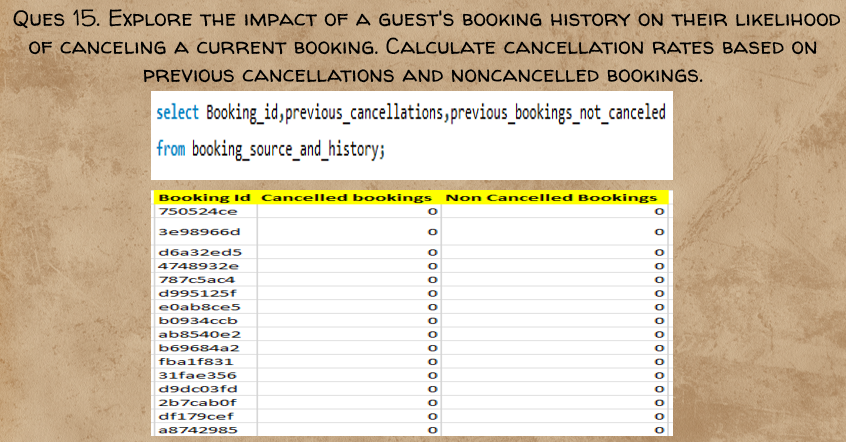 Ques 15. Explore the impact of a guest's booking history on their likelihood
of canceling a current booking. Calculate cancellation rates based on
previous cancellations and noncancelled bookings.
select Booking_id,previous_cancellations,previous_bookings_not_canceled
from booking_source_and_history;
Booking Id Cancelled bookings Non Cancelled Bookings
750524ce 0 0
3e98966d 0 0
d6a32ed5 0 0
4748932e 0 0
787c5ac4 0 0
d995125f 0 0
e0ab8ce5 0 0
b0934ccb 0 0
ab8540e2 0 0
b69684a2 0 0
fba1f831 0 0
31fae356 0 0
d9dc03fd 0 0
2b7cab0f 0 0
df179cef 0 0
a8742985 0 0